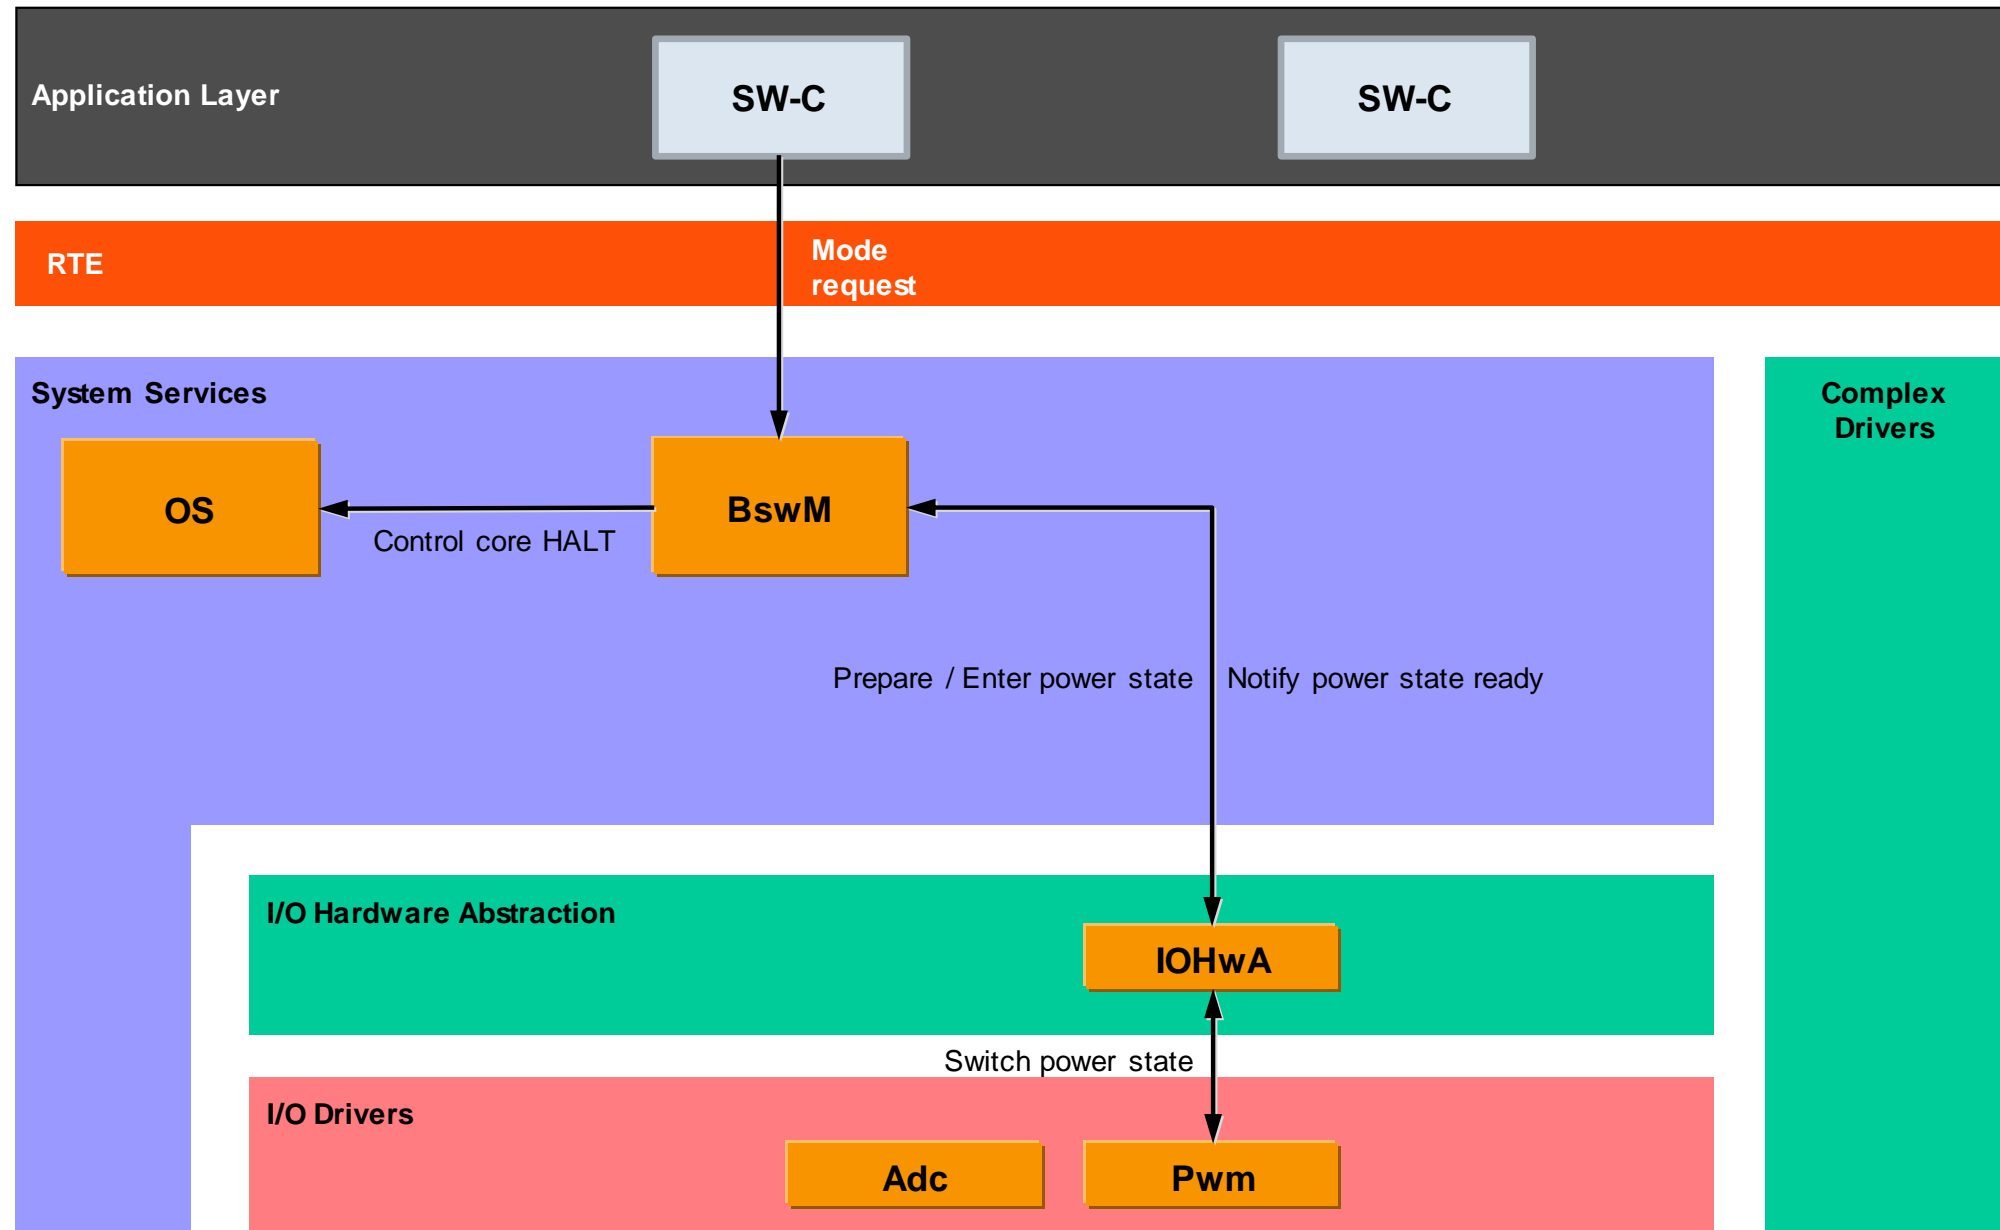 Application Layer
SW-C
SW-C
RTE
Mode
request
System Services
Complex
Drivers
OS
BswM
Control core HALT
Prepare / Enter power state
Notify power state ready
I/O Hardware Abstraction
IOHwA
Switch power state
I/O Drivers
Adc
Pwm